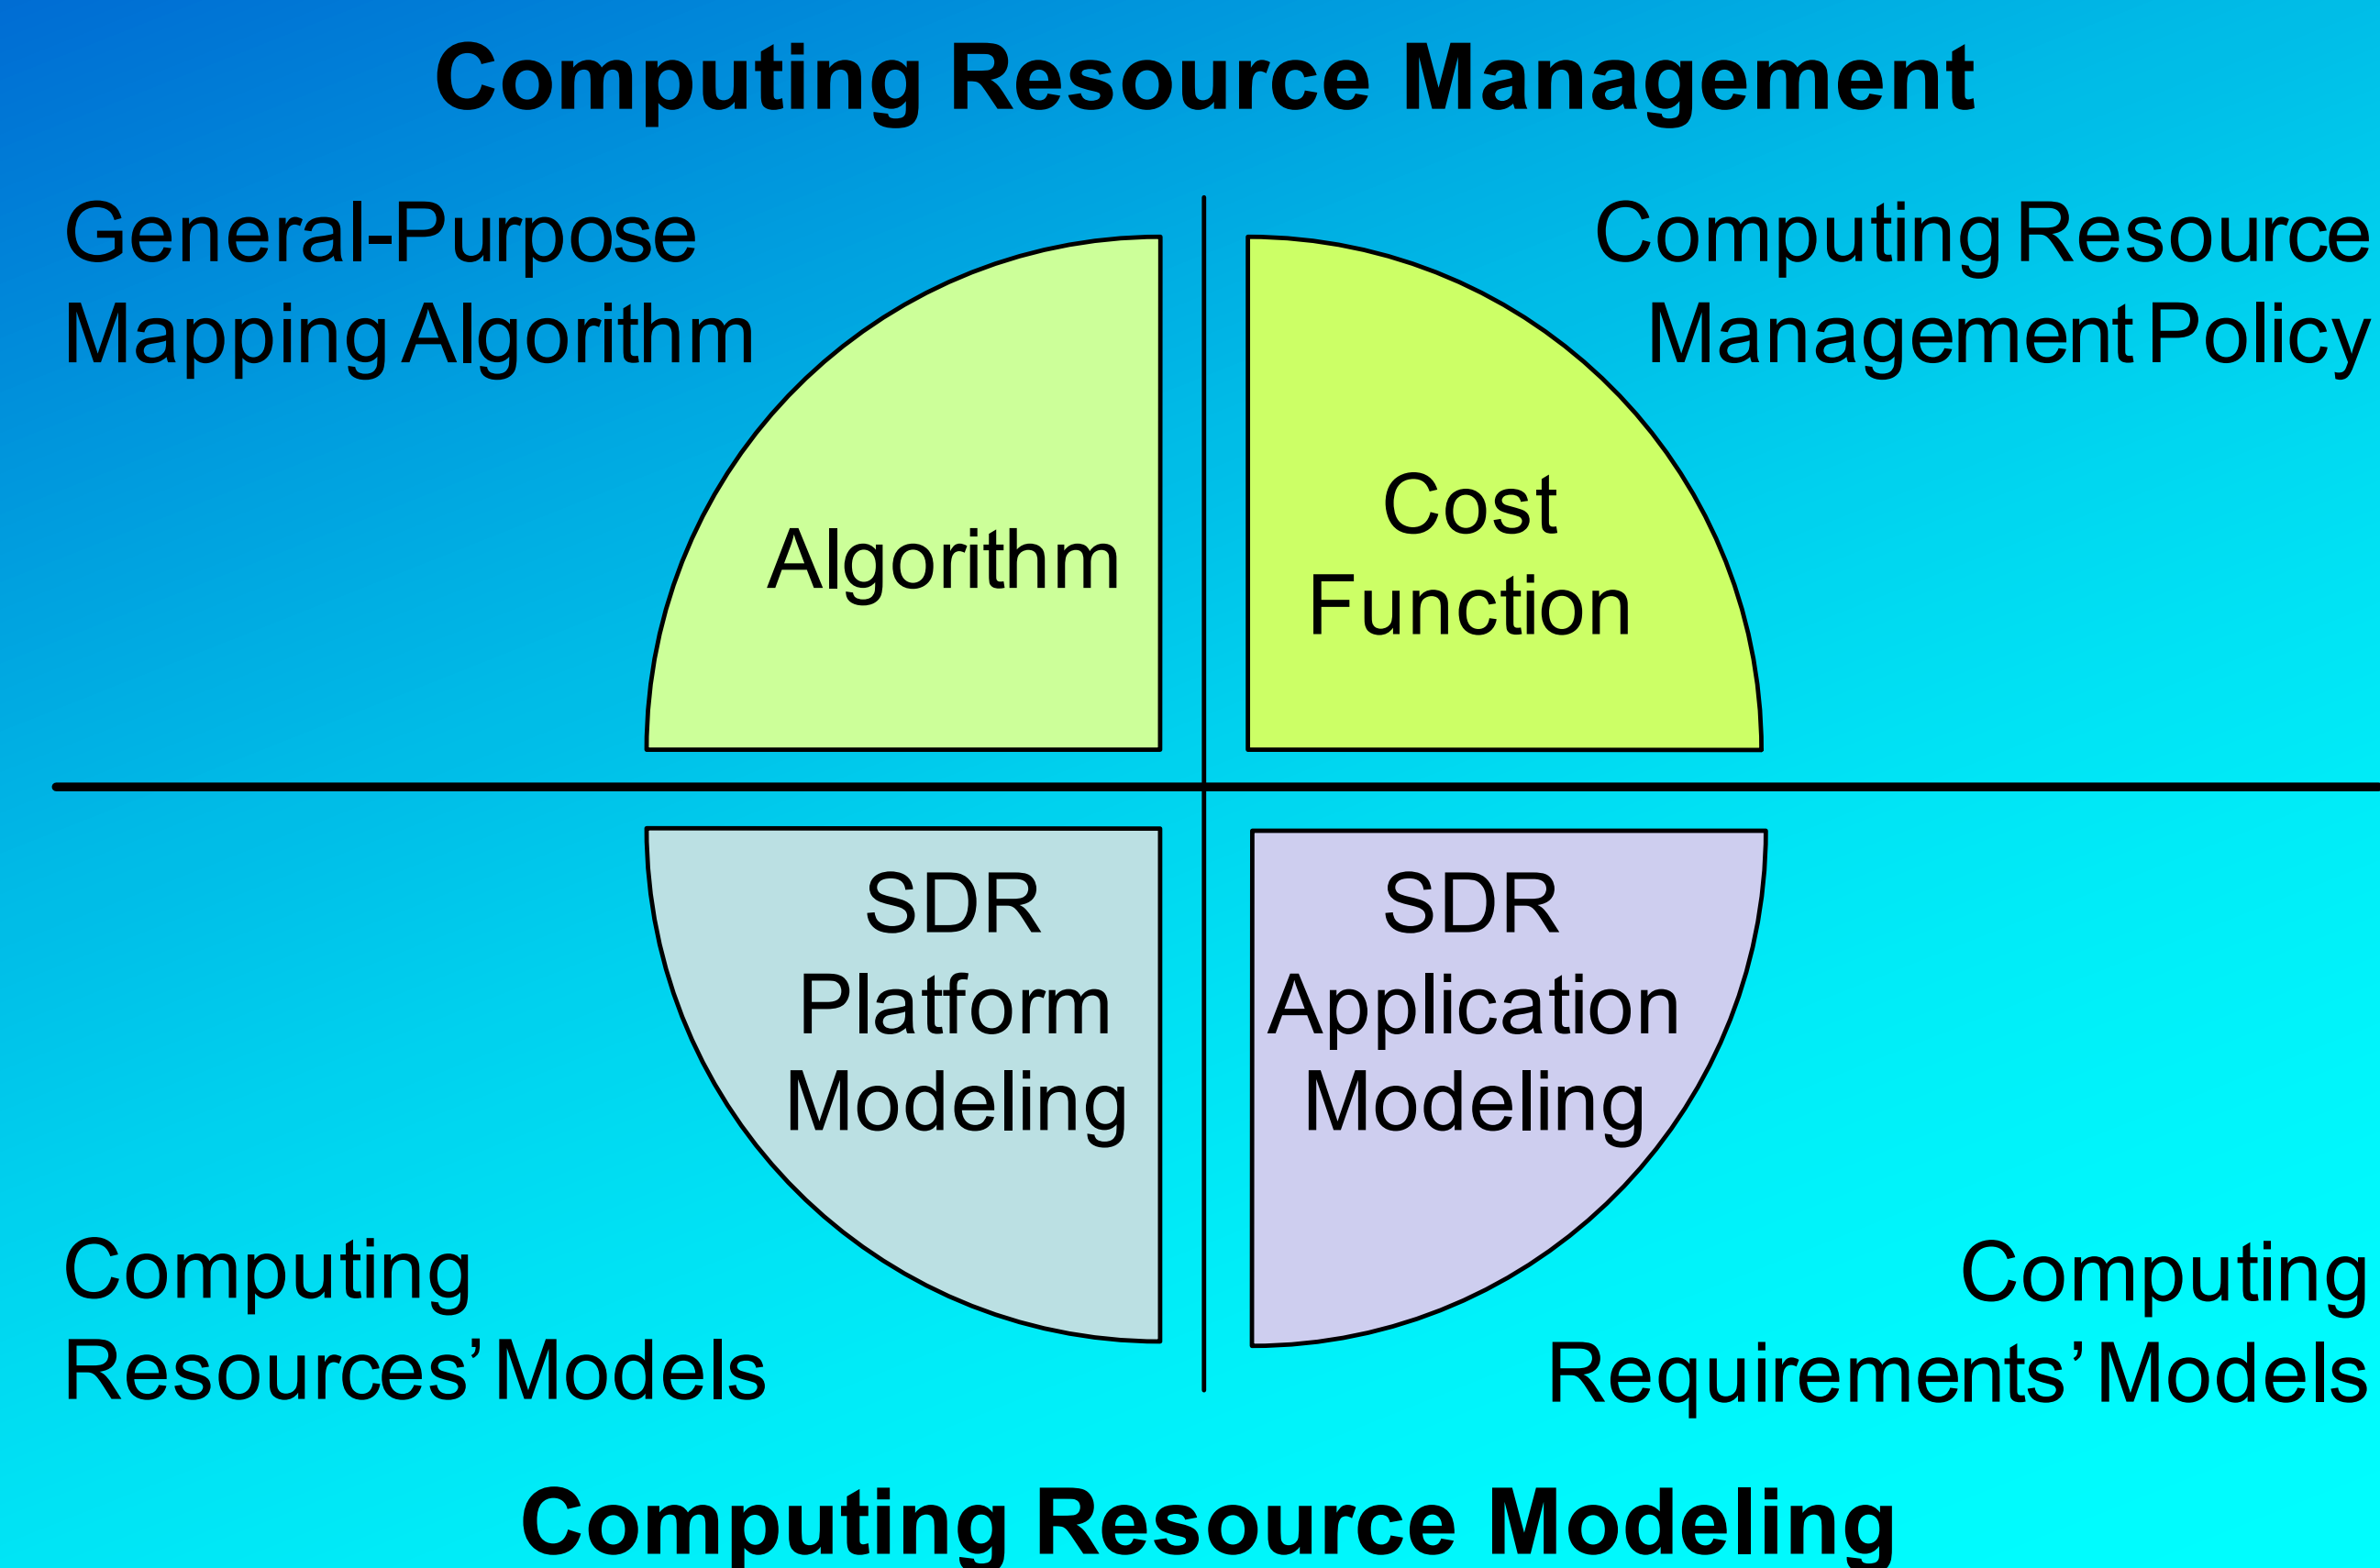 Computing Resource Management
General-Purpose
Mapping Algorithm
Computing Resource
Management Policy
Algorithm
Cost
Function
SDR
Platform
Modeling
SDR
Application
Modeling
Computing
Resources’ Models
Computing
Requirements’ Models
Computing Resource Modeling